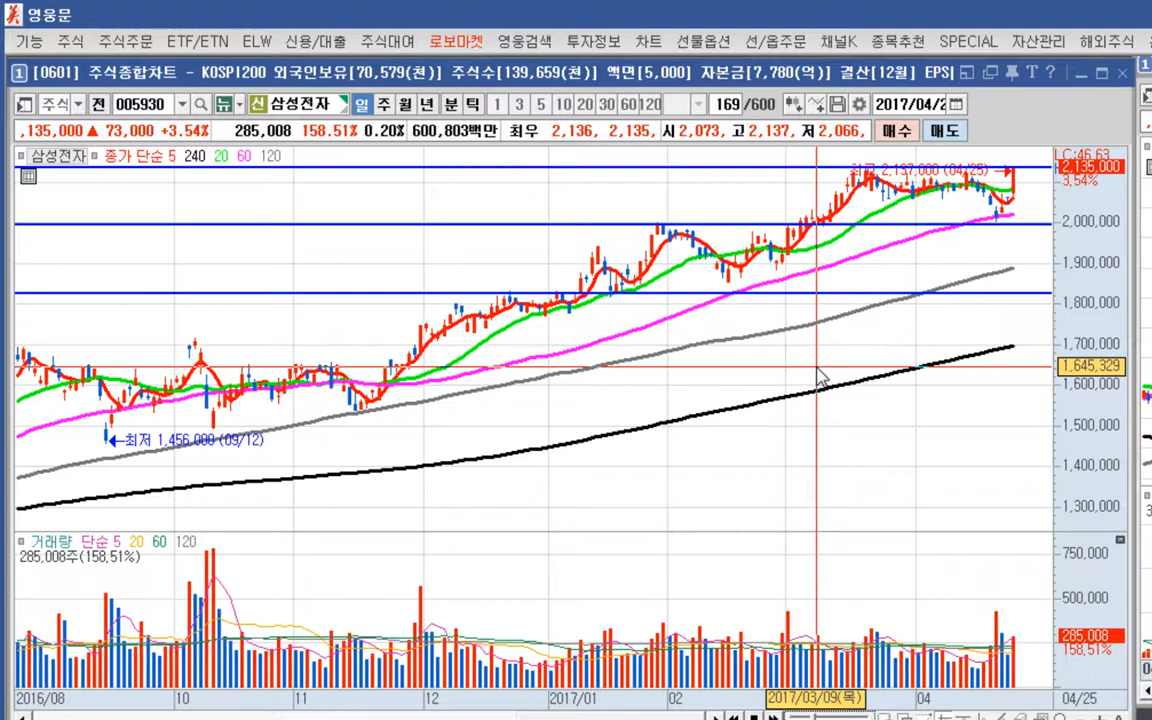 영웅문
기능 주식 주식주문 ETF/ETN ELW 신용/대출 주식대여 로보마켓 영웅검색 투자정보 차트 선물옵션 선/옵주문 채널K 종목추천 SPECIAL 자산관리 해외주식
1 [0601] 주식종합차트 - KOSPI200 외국인보유[70,579(천)] 주식수[139,659(천)] 액면[5,000] 자본금[7,780(억)] 결산[12월] EPS[ T ?
주식 전 005930 뉴 신 삼성전자 일 주 월 년 분 틱 1 3 5 10 20 30 60 120 169 /600 2017/04/2
,135,000 ▲ 73,000 +3.54% 285,008 158.51% 0.20% 600,803백만 최우 2,136, 2,135, 시 2,073, 고 2,137, 저 2,066, 매수 매도
삼성전자 종가 단순 5 240 20 60 120
LC:46.63
최고 2,137,000 (04/25)
2,135,000
3.54%
2,000,000
1,900,000
1,800,000
1,700,000
1,645,329
1,600,000
1,500,000
최저 1,456,000 (09/12)
1,400,000
1,300,000
거래량 단순 5 20 60 120
285,008주(158,51%)
750,000
500,000
285,008
158,51%
2016/08 10 11 12 2017/01 02 2017/03/09(목) 04 04/25